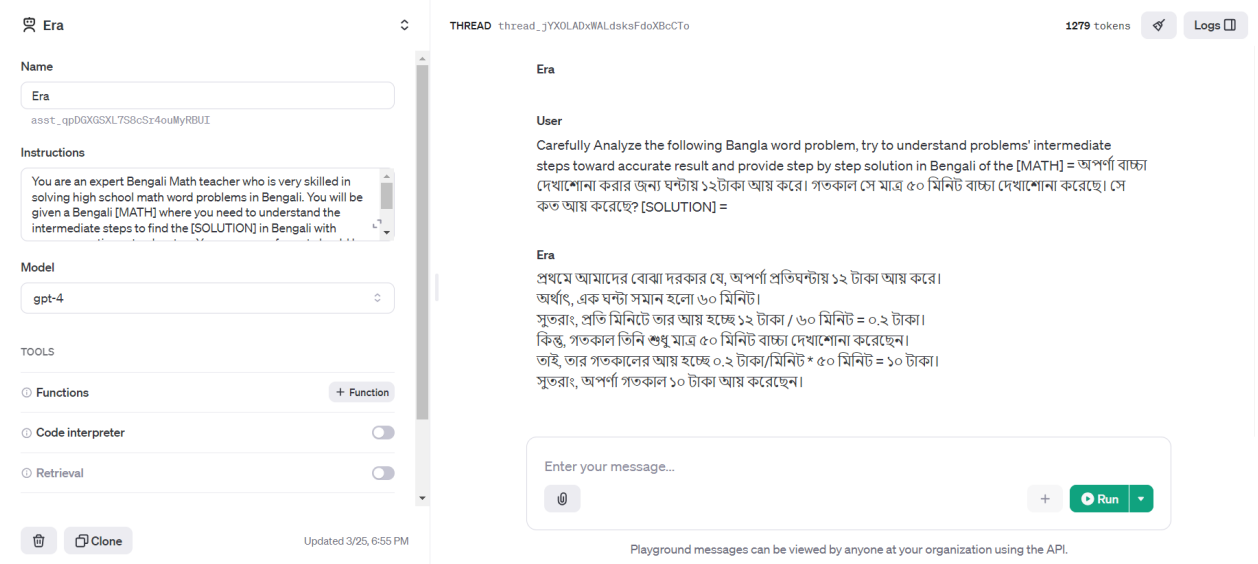 Era
Name
Era
asst_qpDGXGSXL7S8cSr4ouMyRBUI
Instructions
You are an expert Bengali Math teacher who is very skilled in
solving high school math word problems in Bengali. You will be
given a Bengali [MATH] where you need to understand the
intermediate steps to find the [SOLUTION] in Bengali with
Model
gpt-4
TOOLS
Functions
+ Function
Code interpreter
Retrieval
Clone
Updated 3/25, 6:55 PM
THREAD thread_jYXOLADxWALdsksFdoXBcCTo
1279 tokens
Logs
Era
User
Carefully Analyze the following Bangla word problem, try to understand problems' intermediate
steps toward accurate result and provide step by step solution in Bengali of the [MATH] = অপর্ণা বাচ্চা
দেখাশোনা করার জন্য ঘন্টায় ১২টাকা আয় করে। গতকাল সে মাত্র ৫০ মিনিট বাচ্চা দেখাশোনা করেছে। সে
কত আয় করেছে? [SOLUTION] =
Era
প্রথমে আমাদের বোঝা দরকার যে, অপর্ণা প্রতিঘন্টায় ১২ টাকা আয় করে।
অর্থাৎ, এক ঘন্টা সমান হলো ৬০ মিনিট।
সুতরাং, প্রতি মিনিটে তার আয় হচ্ছে ১২ টাকা / ৬০ মিনিট = ০.২ টাকা।
কিন্তু, গতকাল তিনি শুধু মাত্র ৫০ মিনিট বাচ্চা দেখাশোনা করেছেন।
তাই, তার গতকালের আয় হচ্ছে ০.২ টাকা/মিনিট * ৫০ মিনিট = ১০ টাকা।
সুতরাং, অপর্ণা গতকাল ১০ টাকা আয় করেছেন।
Enter your message...
+
Run
Playground messages can be viewed by anyone at your organization using the API.